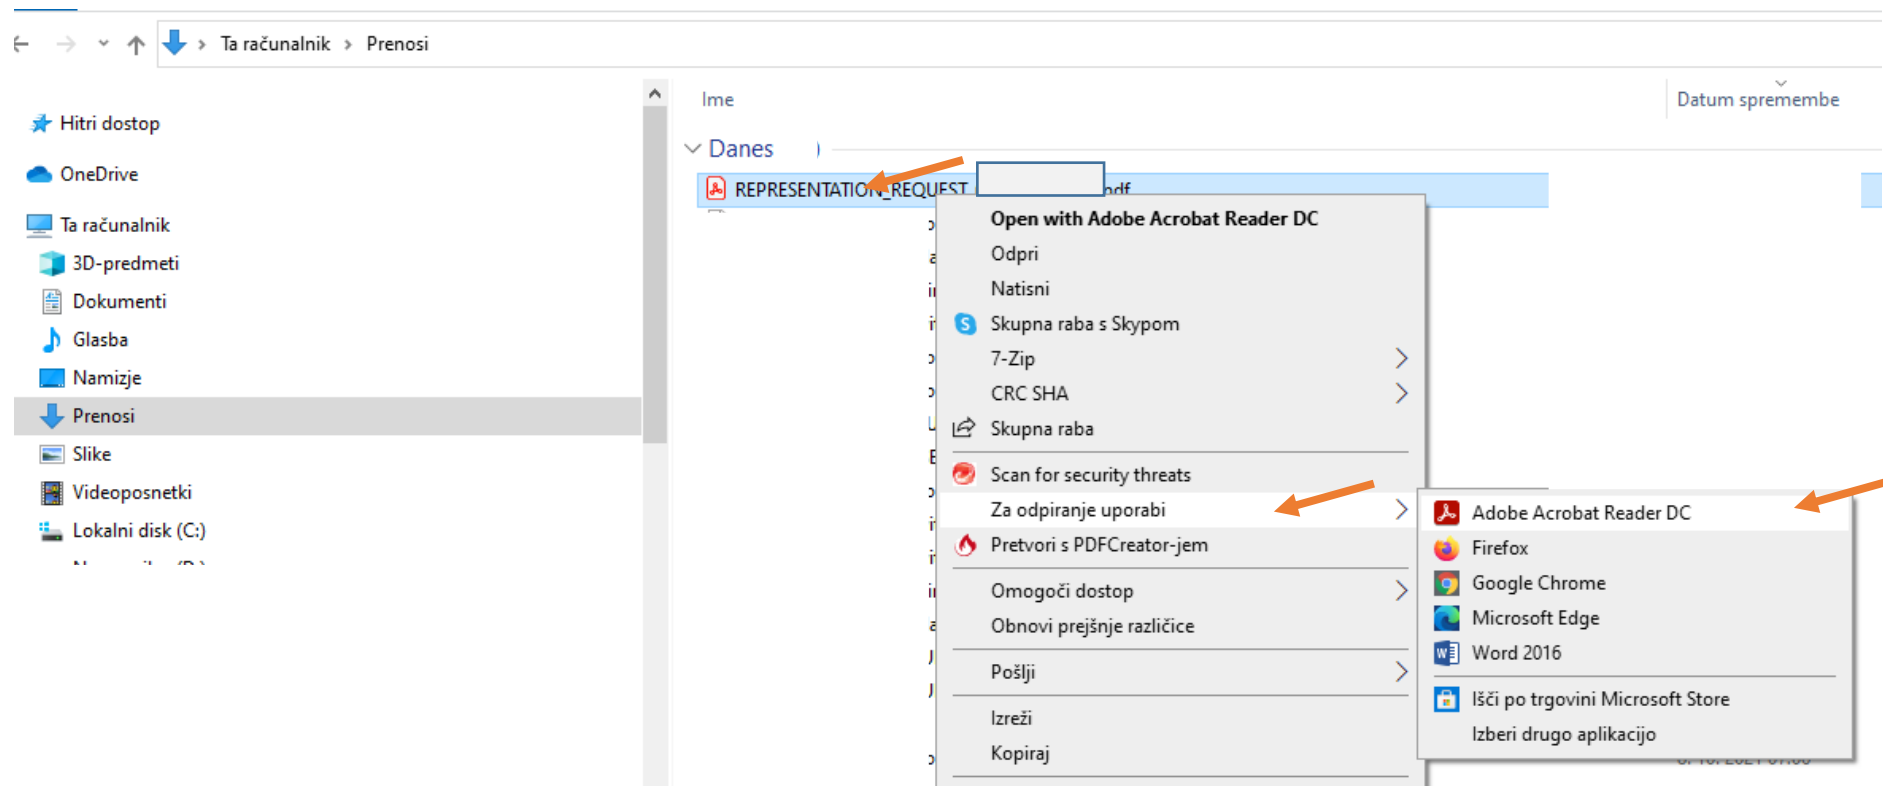 Ta računalnik > Prenosi
Hitri dostop
OneDrive
Ta računalnik
3D-predmeti
Dokumenti
Glasba
Namizje
Prenosi
Slike
Videoposnetki
Lokalni disk (C:)
Ime
Datum spremembe
Danes
REPRESENTATION_REQUEST
Open with Adobe Acrobat Reader DC
Odpri
Natisni
Skupna raba s Skypom
7-Zip
CRC SHA
Skupna raba
Scan for security threats
Za odpiranje uporabi
Pretvori s PDFCreator-jem
Omogoči dostop
Obnovi prejšnje različice
Pošlji
Izreži
Kopiraj
Adobe Acrobat Reader DC
Firefox
Google Chrome
Microsoft Edge
Word 2016
Išči po trgovini Microsoft Store
Izberi drugo aplikacijo